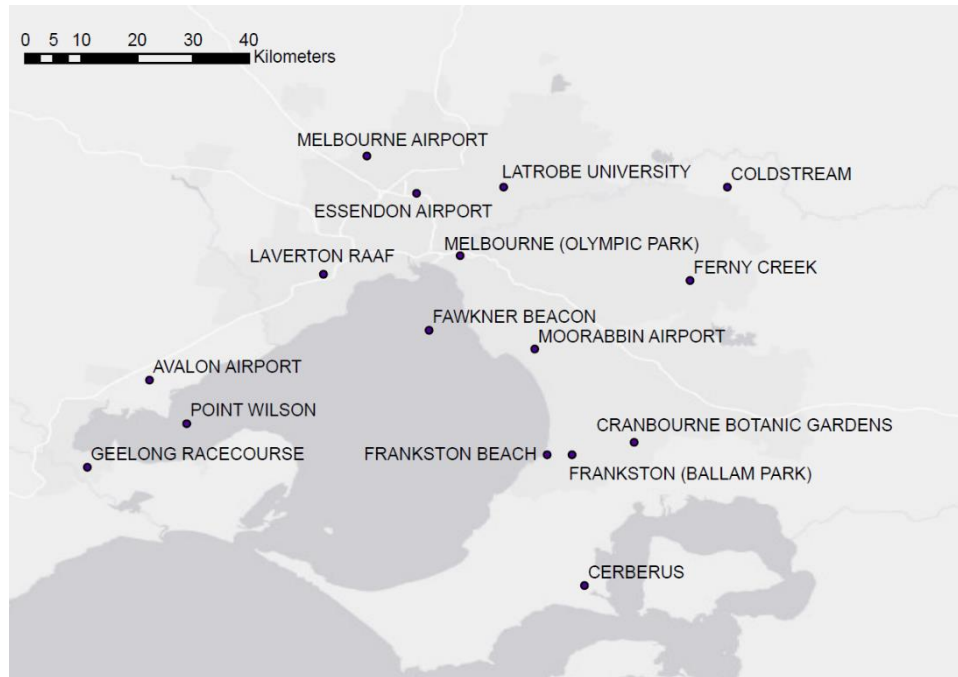 0 5 10 20 30 40
Kilometers
MELBOURNE AIRPORT
LATROBE UNIVERSITY
COLDSTREAM
ESSENDON AIRPORT
MELBOURNE (OLYMPIC PARK)
LAVERTON RAAF
FERNY CREEK
FAWKNER BEACON
MOORABBIN AIRPORT
AVALON AIRPORT
POINT WILSON
CRANBOURNE BOTANIC GARDENS
GEELONG RACECOURSE
FRANKSTON BEACH
FRANKSTON (BALLAM PARK)
CERBERUS